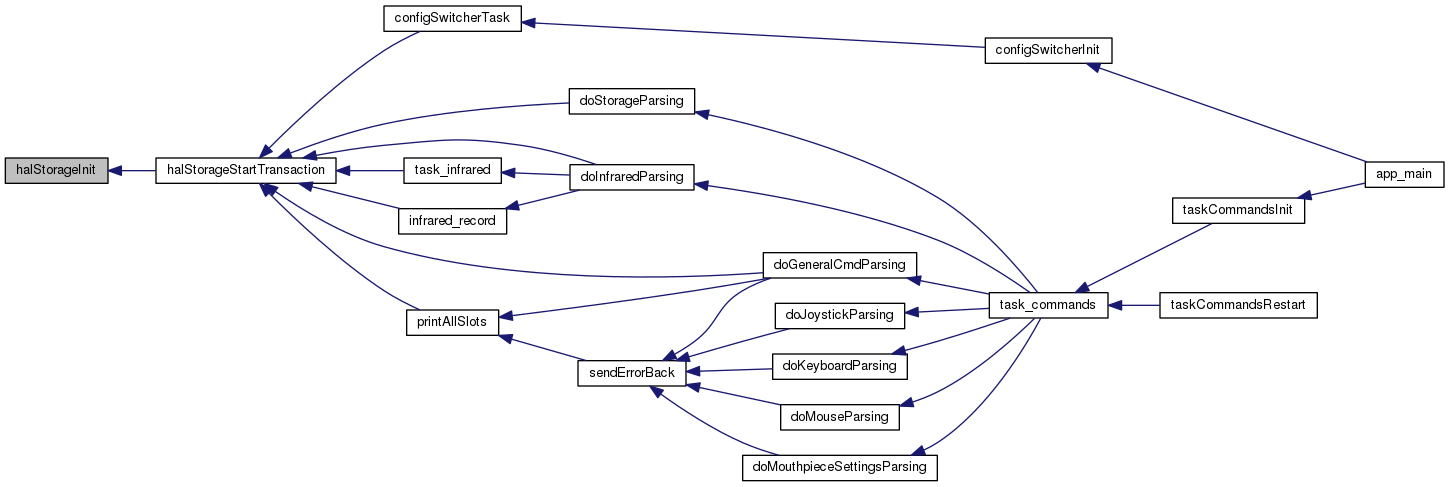 configSwitcherTask
configSwitcherInit
doStorageParsing
halStorageInit
halStorageStartTransaction
task_infrared
doInfraredParsing
app_main
infrared_record
taskCommandsInit
doGeneralCmdParsing
task_commands
taskCommandsRestart
printAllSlots
doJoystickParsing
sendErrorBack
doKeyboardParsing
doMouseParsing
doMouthpieceSettingsParsing